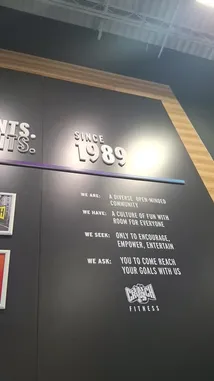 NTS.
TS.
SINCE
1989
WE ARE: A DIVERSE OPEN-MINDED
COMMUNITY
WE HAVE: A CULTURE OF FUN WITH
ROOM FOR EVERYONE
WE SEEK: ONLY TO ENCOURAGE,
EMPOWER, ENTERTAIN
WE ASK: YOU TO COME REACH
YOUR GOALS WITH US
CRUNCH
FITNESS